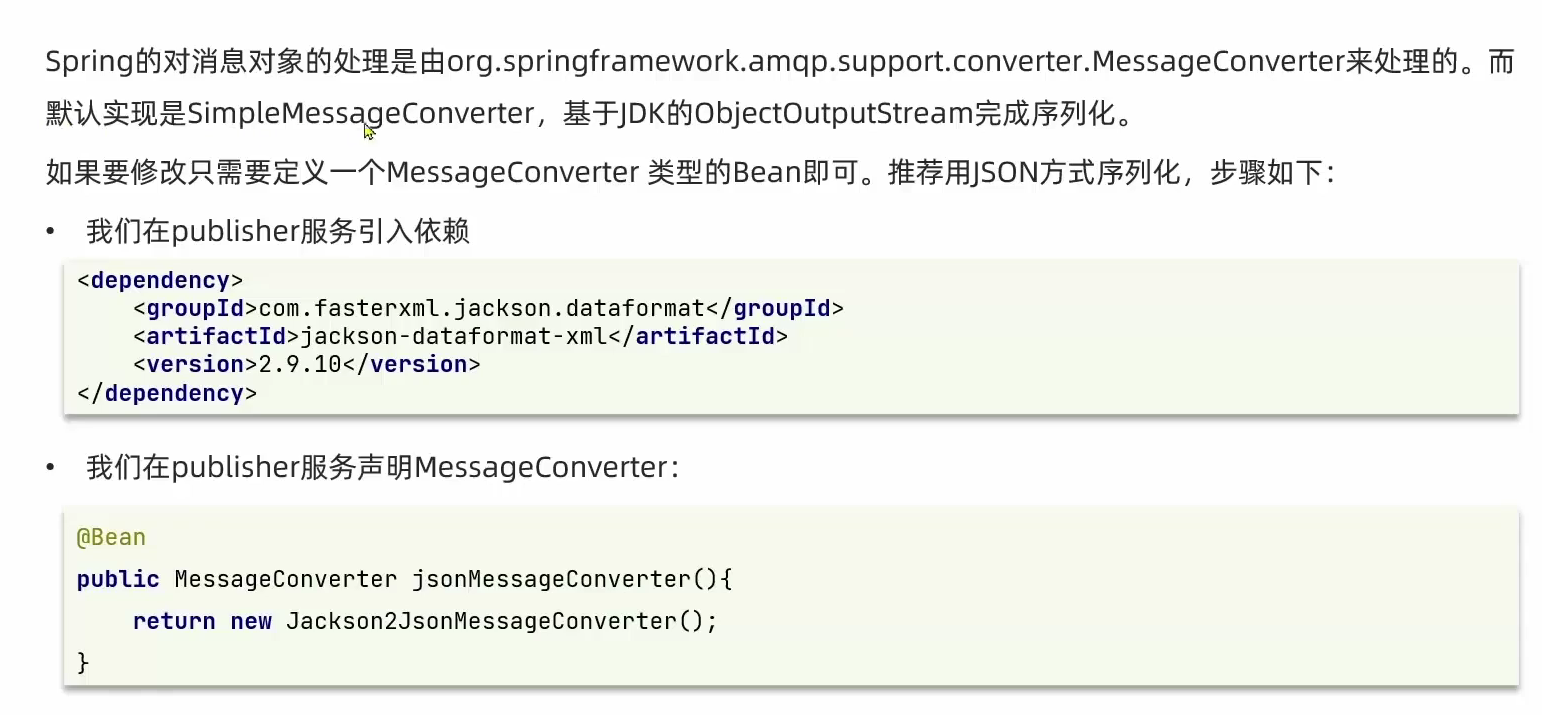 Spring的对消息对象的处理是由org.springframework.amqp.support.converter.MessageConverter来处理的。而
默认实现是SimpleMessageConverter，基于JDK的ObjectOutputStream完成序列化。
如果要修改只需要定义一个MessageConverter 类型的Bean即可。推荐用JSON方式序列化，步骤如下：
• 我们在publisher服务引入依赖
<dependency>
    <groupId>com.fasterxml.jackson.dataformat</groupId>
    <artifactId>jackson-dataformat-xml</artifactId>
    <version>2.9.10</version>
</dependency>
• 我们在publisher服务声明MessageConverter：
@Bean
public MessageConverter jsonMessageConverter(){
    return new Jackson2JsonMessageConverter();
}